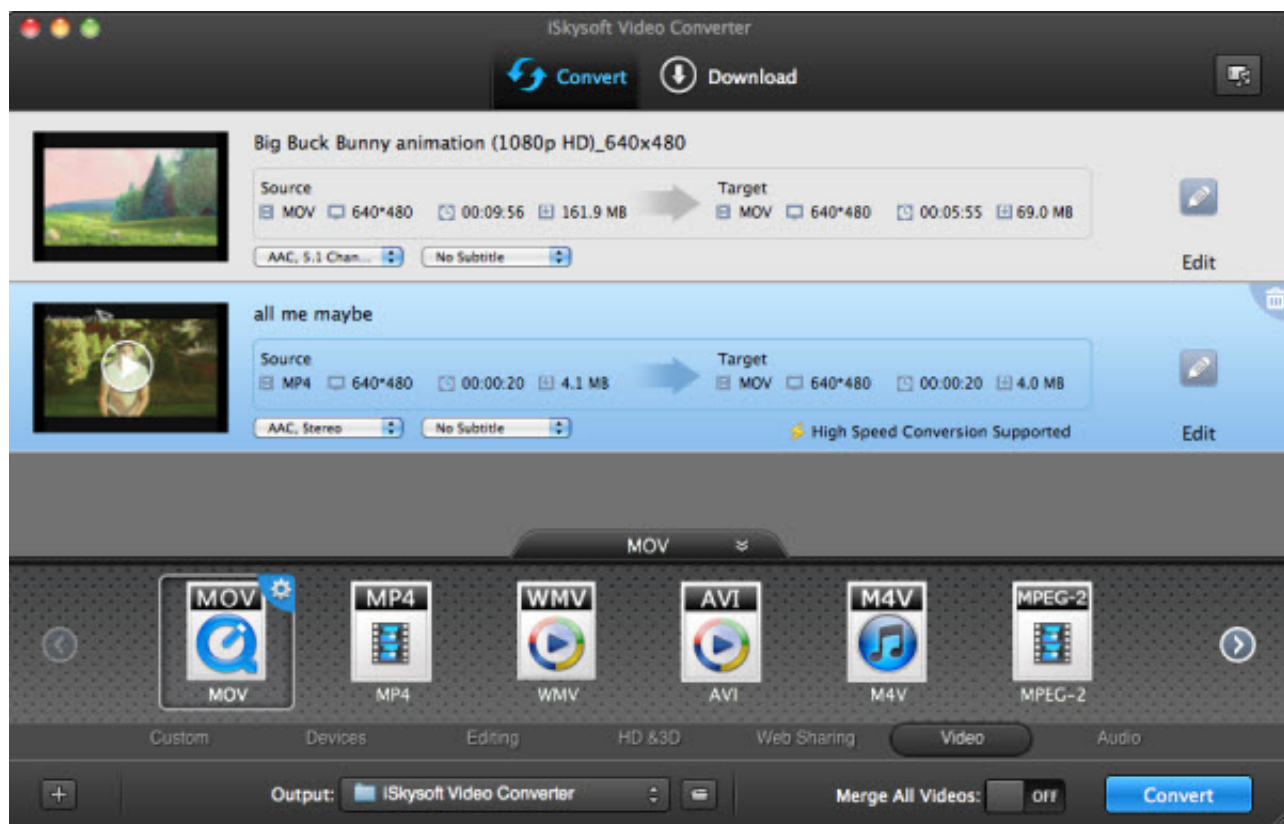 iSkysoft Video Converter
Convert
Download
Big Buck Bunny animation (1080p HD)_640x480
Source
MOV 640*480 00:09:56 161.9 MB
Target
MOV 640*480 00:05:55 69.0 MB
AAC, 5.1 Chan...
No Subtitle
Edit
all me maybe
Source
MP4 640*480 00:00:20 4.1 MB
Target
MOV 640*480 00:00:20 4.0 MB
AAC, Stereo
No Subtitle
High Speed Conversion Supported
Edit
MOV
MOV MP4 WMV AVI M4V MPEG-2
MOV MP4 WMV AVI M4V MPEG-2
Custom Devices Editing HD &3D Web Sharing Video Audio
Output: iSkysoft Video Converter
Merge All Videos: OFF
Convert